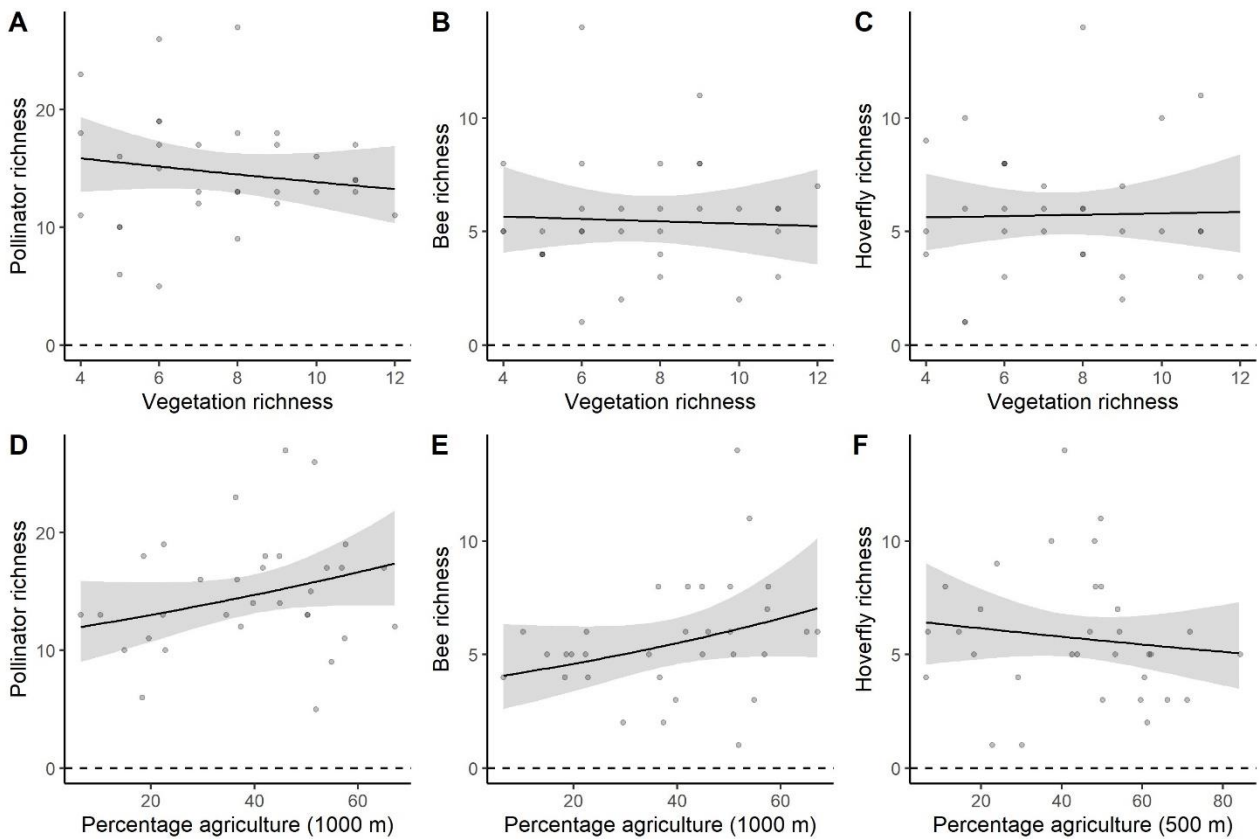 A
Pollinator richness
20
10
0
4 6 8 10 12
Vegetation richness
B
Bee richness
10
5
0
4 6 8 10 12
Vegetation richness
C
Hoverfly richness
10
5
0
4 6 8 10 12
Vegetation richness
D
Pollinator richness
20
10
0
20 40 60
Percentage agriculture (1000 m)
E
Bee richness
10
5
0
20 40 60
Percentage agriculture (1000 m)
F
Hoverfly richness
10
5
0
20 40 60 80
Percentage agriculture (500 m)